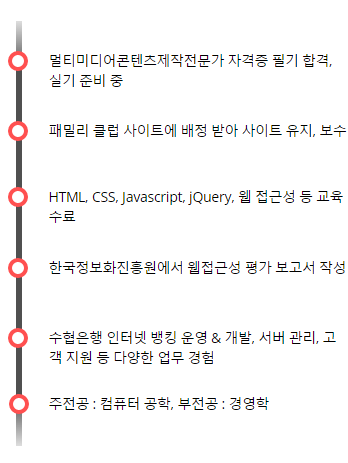 멀티미디어콘텐츠제작전문가 자격증 필기 합격,
실기 준비 중
패밀리 클럽 사이트에 배정 받아 사이트 유지, 보수
HTML, CSS, Javascript, jQuery, 웹 접근성 등 교육
수료
한국정보화진흥원에서 웹접근성 평가 보고서 작성
수협은행 인터넷 뱅킹 운영 & 개발, 서버 관리, 고
객 지원 등 다양한 업무 경험
주전공 : 컴퓨터 공학, 부전공 : 경영학